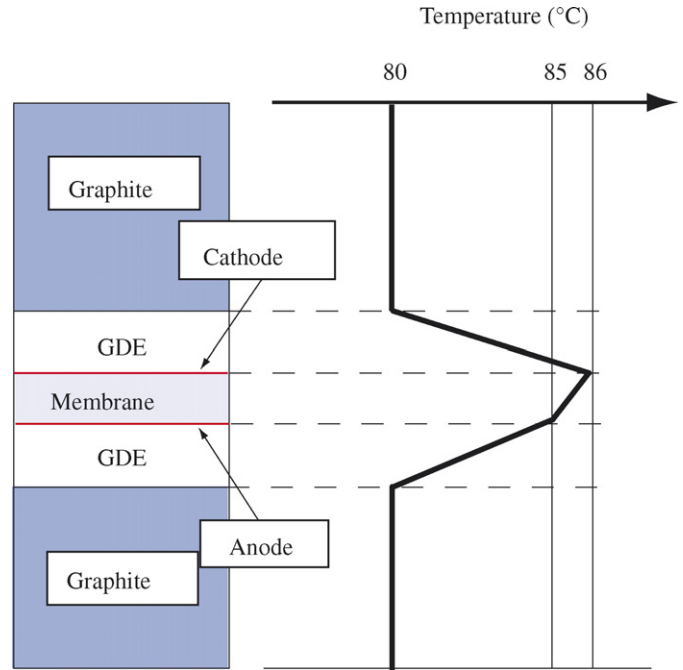 Temperature (°C)
80 85 86
Graphite
Cathode
GDE
Membrane
GDE
Anode
Graphite